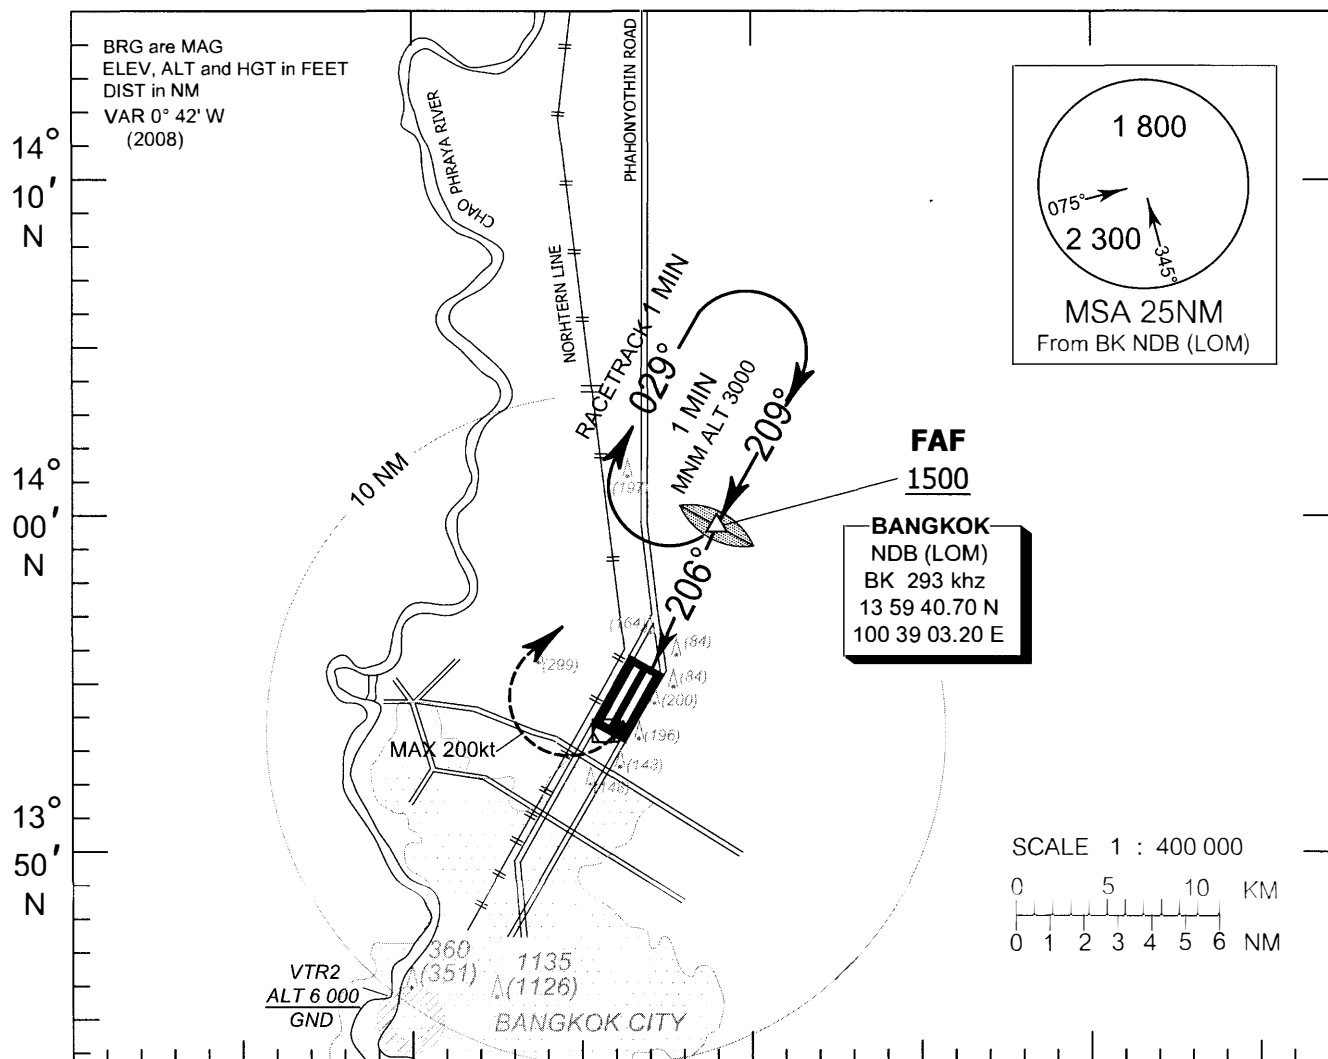 BRG are MAG
ELEV, ALT and HGT in FEET
DIST in NM
VAR 0° 42' W
(2008)
14°
10'
N
CHAO PHRAYA RIVER
NORHTERN LINE
PHAHONYOTHIN ROAD
1 800
075°
2 300
345°
MSA 25NM
From BK NDB (LOM)
RACETRACK 1 MIN
029°
1 MIN
MNM ALT 3000
209°
10 NM
(197)
FAF
1500
14°
00'
N
BANGKOK
NDB (LOM)
BK 293 khz
13 59 40.70 N
100 39 03.20 E
206°
(164)
(84)
(299)
(84)
(200)
(196)
MAX 200kt
(143)
(146)
13°
50'
N
SCALE 1 : 400 000
0 5 10 KM
0 1 2 3 4 5 6 NM
360
(351)
1135
(1126)
VTR2
ALT 6 000
GND
BANGKOK CITY